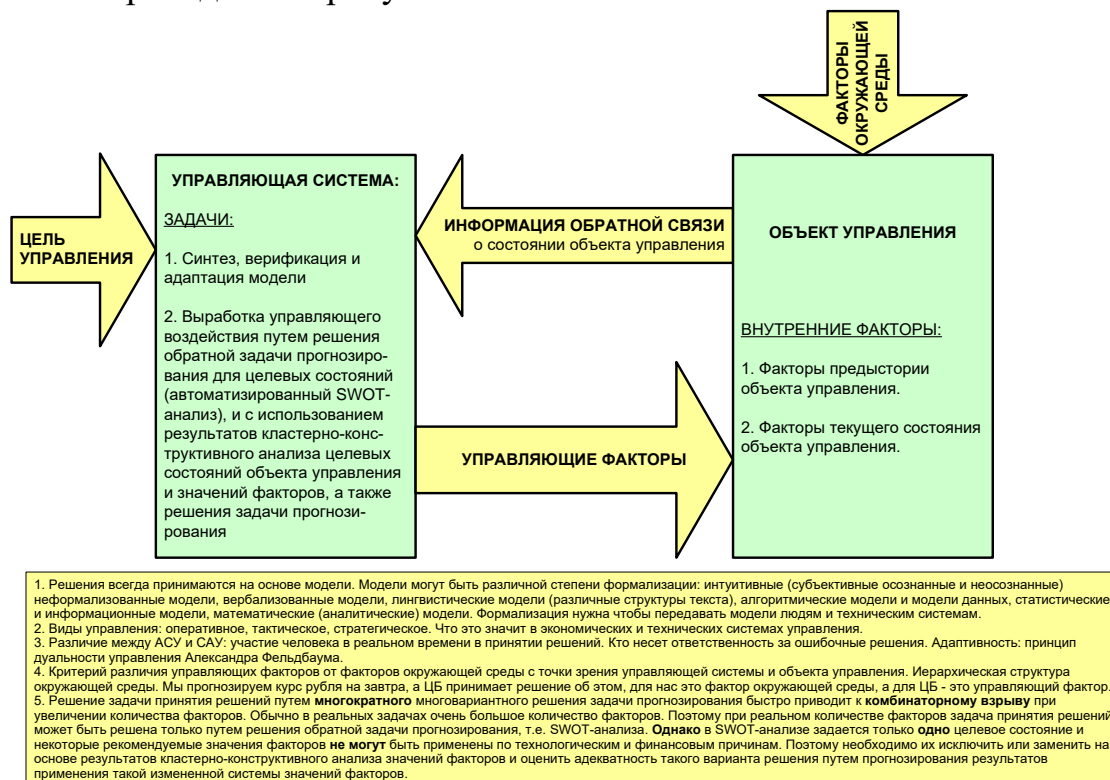 ФАКТОРЫ
ОКРУЖАЮЩЕЙ
СРЕДЫ
ЦЕЛЬ
УПРАВЛЕНИЯ
УПРАВЛЯЮЩАЯ СИСТЕМА:
ЗАДАЧИ:
1. Синтез, верификация и
адаптация модели
2. Выработка управляющего
воздействия путем решения
обратной задачи прогнозиро-
вания для целевых состояний
(автоматизированный SWOT-
анализ), и с использованием
результатов кластерно-конс-
труктивного анализа целевых
состояний объекта управления
и значений факторов, а также
решения задачи прогнози-
рования
ИНФОРМАЦИЯ ОБРАТНОЙ СВЯЗИ
о состоянии объекта управления
УПРАВЛЯЮЩИЕ ФАКТОРЫ
ОБЪЕКТ УПРАВЛЕНИЯ
ВНУТРЕННИЕ ФАКТОРЫ:
1. Факторы предыстории
объекта управления.
2. Факторы текущего состояния
объекта управления.
1. Решения всегда принимаются на основе модели. Модели могут быть различной степени формализации: интуитивные (субъективные осознанные и неосознанные)
неформализованные модели, вербализованные модели, лингвистические модели (различные структуры текста), алгоритмические модели и модели данных, статистические
и информационные модели, математические (аналитические) модели. Формализация нужна чтобы передавать модели людям и техническим системам.
2. Виды управления: оперативное, тактическое, стратегическое. Что это значит в экономических и технических системах управления.
3. Различие между АСУ и САУ: участие человека в реальном времени в принятии решений. Кто несет ответственность за ошибочные решения. Адаптивность: принцип
дуальности управления Александра Фельдбаума.
4. Критерий различия управляющих факторов от факторов окружающей среды с точки зрения управляющей системы и объекта управления. Иерархическая структура
окружающей среды. Мы прогнозируем курс рубля на завтра, а ЦБ принимает решение об этом, для нас это фактор окружающей среды, а для ЦБ - это управляющий фактор.
5. Решение задачи принятия решений путем многократного многовариантного решения задачи прогнозирования быстро приводит к комбинаторному взрыву при
увеличении количества факторов. Обычно в реальных задачах очень большое количество факторов. Поэтому при реальном количестве факторов задача принятия решений
может быть решена только путем решения обратной задачи прогнозирования, т.е. SWOT-анализа. Однако в SWOT-анализе задается только одно целевое состояние и
некоторые рекомендуемые значения факторов не могут быть применены по технологическим и финансовым причинам. Поэтому необходимо их исключить или заменить на
основе результатов кластерно-конструктивного анализа значений факторов и оценить адекватность такого варианта решения путем прогнозирования результатов
применения такой измененной системы значений факторов.